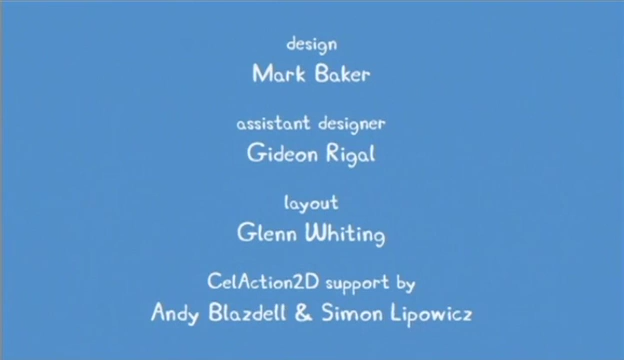 design
Mark Baker
assistant designer
Gideon Rigal
layout
Glenn Whiting
CelAction2D support by
Andy Blazdell & Simon Lipowicz